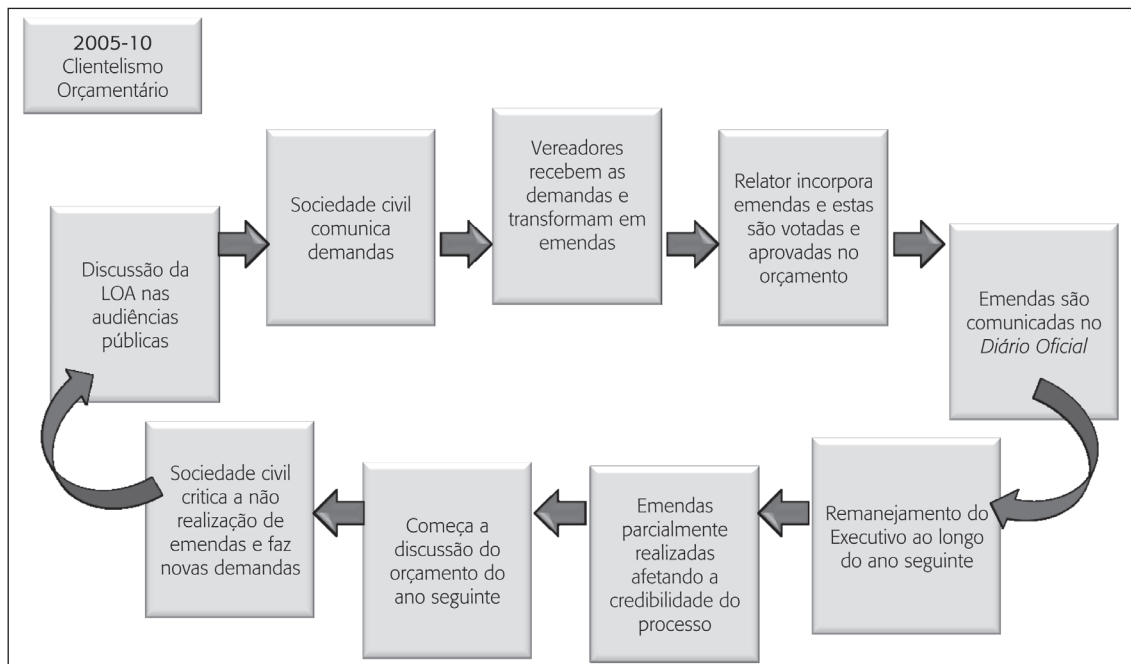 2005-10
Clientelismo
Orçamentário
Discussão da
LOA nas
audiências
públicas
Sociedade civil
comunica
demandas
Vereadores
recebem as
demandas e
transformam em
emendas
Relator incorpora
emendas e estas
são votadas e
aprovadas no
orçamento
Emendas são
comunicadas no
Diário Oficial
Remanejamento do
Executivo ao longo
do ano seguinte
Emendas
parcialmente
realizadas
afetando a
credibilidade do
processo
Começa a
discussão do
orçamento do
ano seguinte
Sociedade civil
critica a não
realização de
emendas e faz
novas demandas